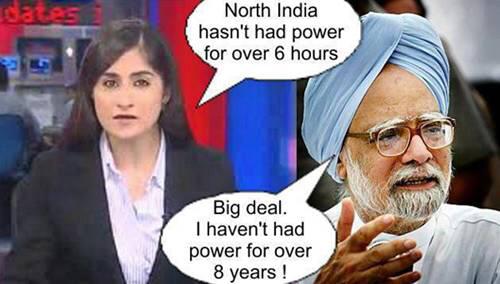 dates i
North India
hasn't had power
for over 6 hours
Big deal.
I haven't had
power for over
8 years !